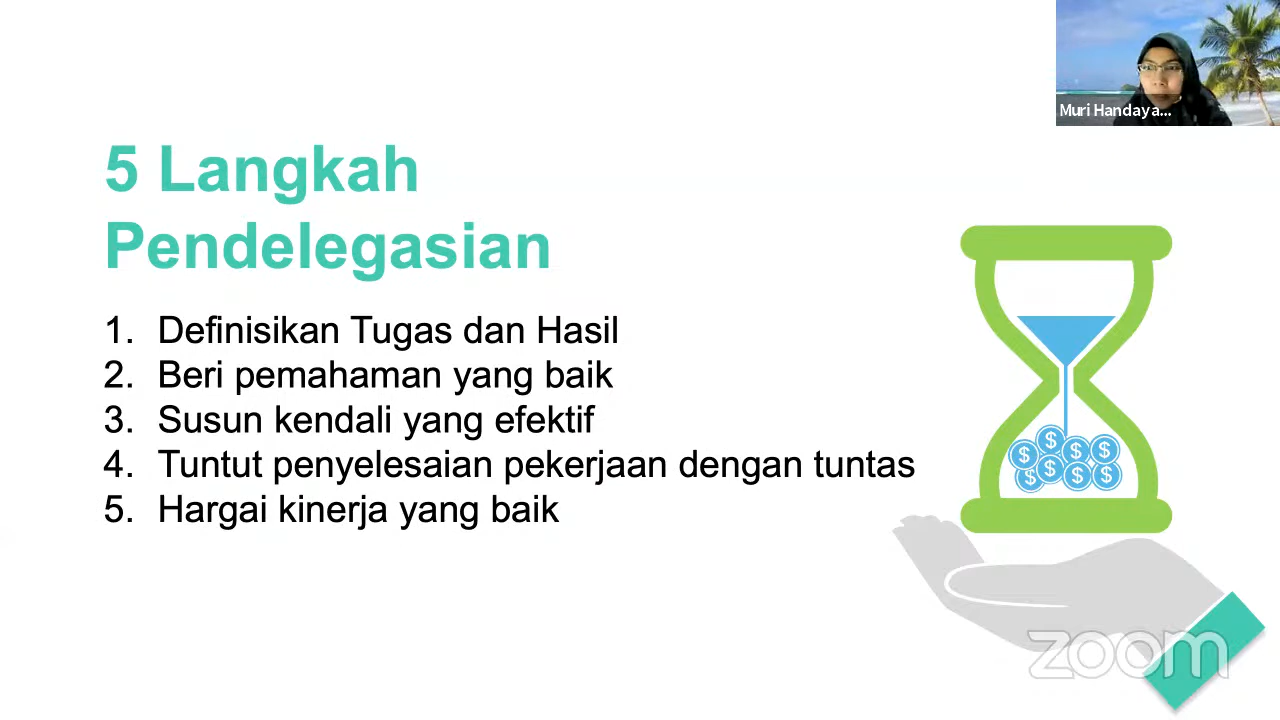 Muri Handaya...
5 Langkah
Pendelegasian
1. Definisikan Tugas dan Hasil
2. Beri pemahaman yang baik
3. Susun kendali yang efektif
4. Tuntut penyelesaian pekerjaan dengan tuntas
5. Hargai kinerja yang baik
$ $ $ $
$ $ $ $
zoom